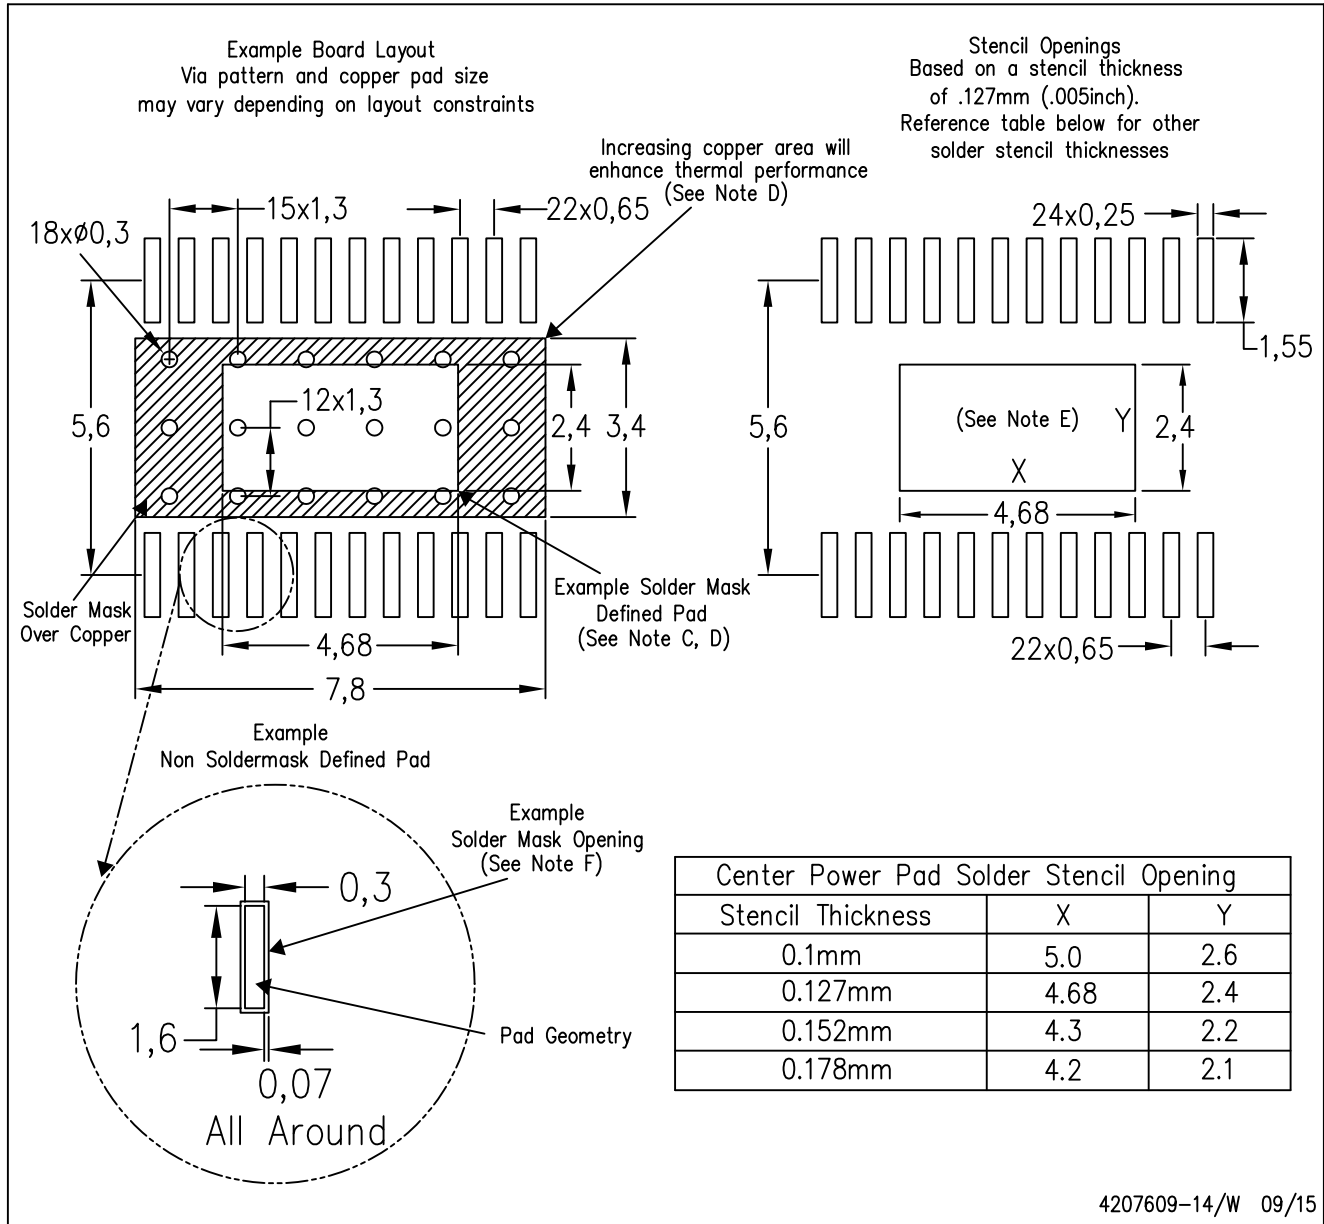 Example Board Layout
Via pattern and copper pad size
may vary depending on layout constraints
Stencil Openings
Based on a stencil thickness
of .127mm (.005inch).
Reference table below for other
solder stencil thicknesses
Increasing copper area will
enhance thermal performance
(See Note D)
15x1,3
22x0,65
18xø0,3
24x0,25
1,55
5,6
12x1,3
2,4
3,4
5,6
(See Note E)
Y
X
2,4
4,68
Solder Mask
Over Copper
Example Solder Mask
Defined Pad
(See Note C, D)
4,68
7,8
22x0,65
Example
Non Soldermask Defined Pad
Example
Solder Mask Opening
(See Note F)
0,3
1,6
Pad Geometry
0,07
All Around
Center Power Pad Solder Stencil Opening
Stencil Thickness X Y
0.1mm 5.0 2.6
0.127mm 4.68 2.4
0.152mm 4.3 2.2
0.178mm 4.2 2.1
4207609-14/W 09/15